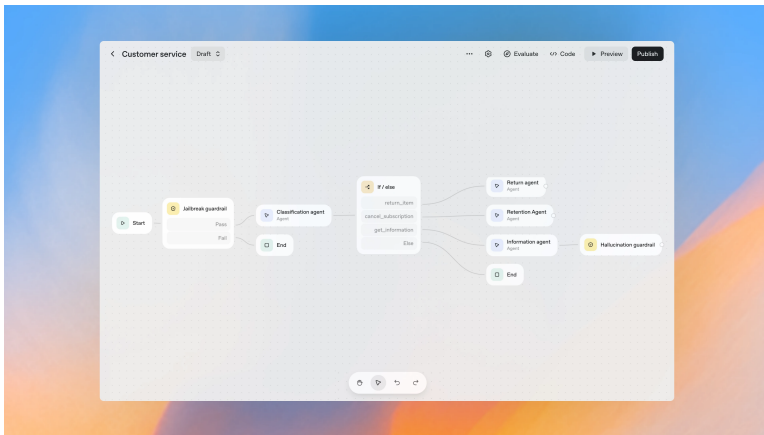 Customer service
Draft
Evaluate
Code
Preview
Publish
Start
Jailbreak guardrail
Pass
Fail
Classification agent
Agent
End
If / else
return_item
cancel_subscription
get_information
Else
Return agent
Agent
Retention Agent
Agent
Information agent
Agent
End
Hallucination guardrail